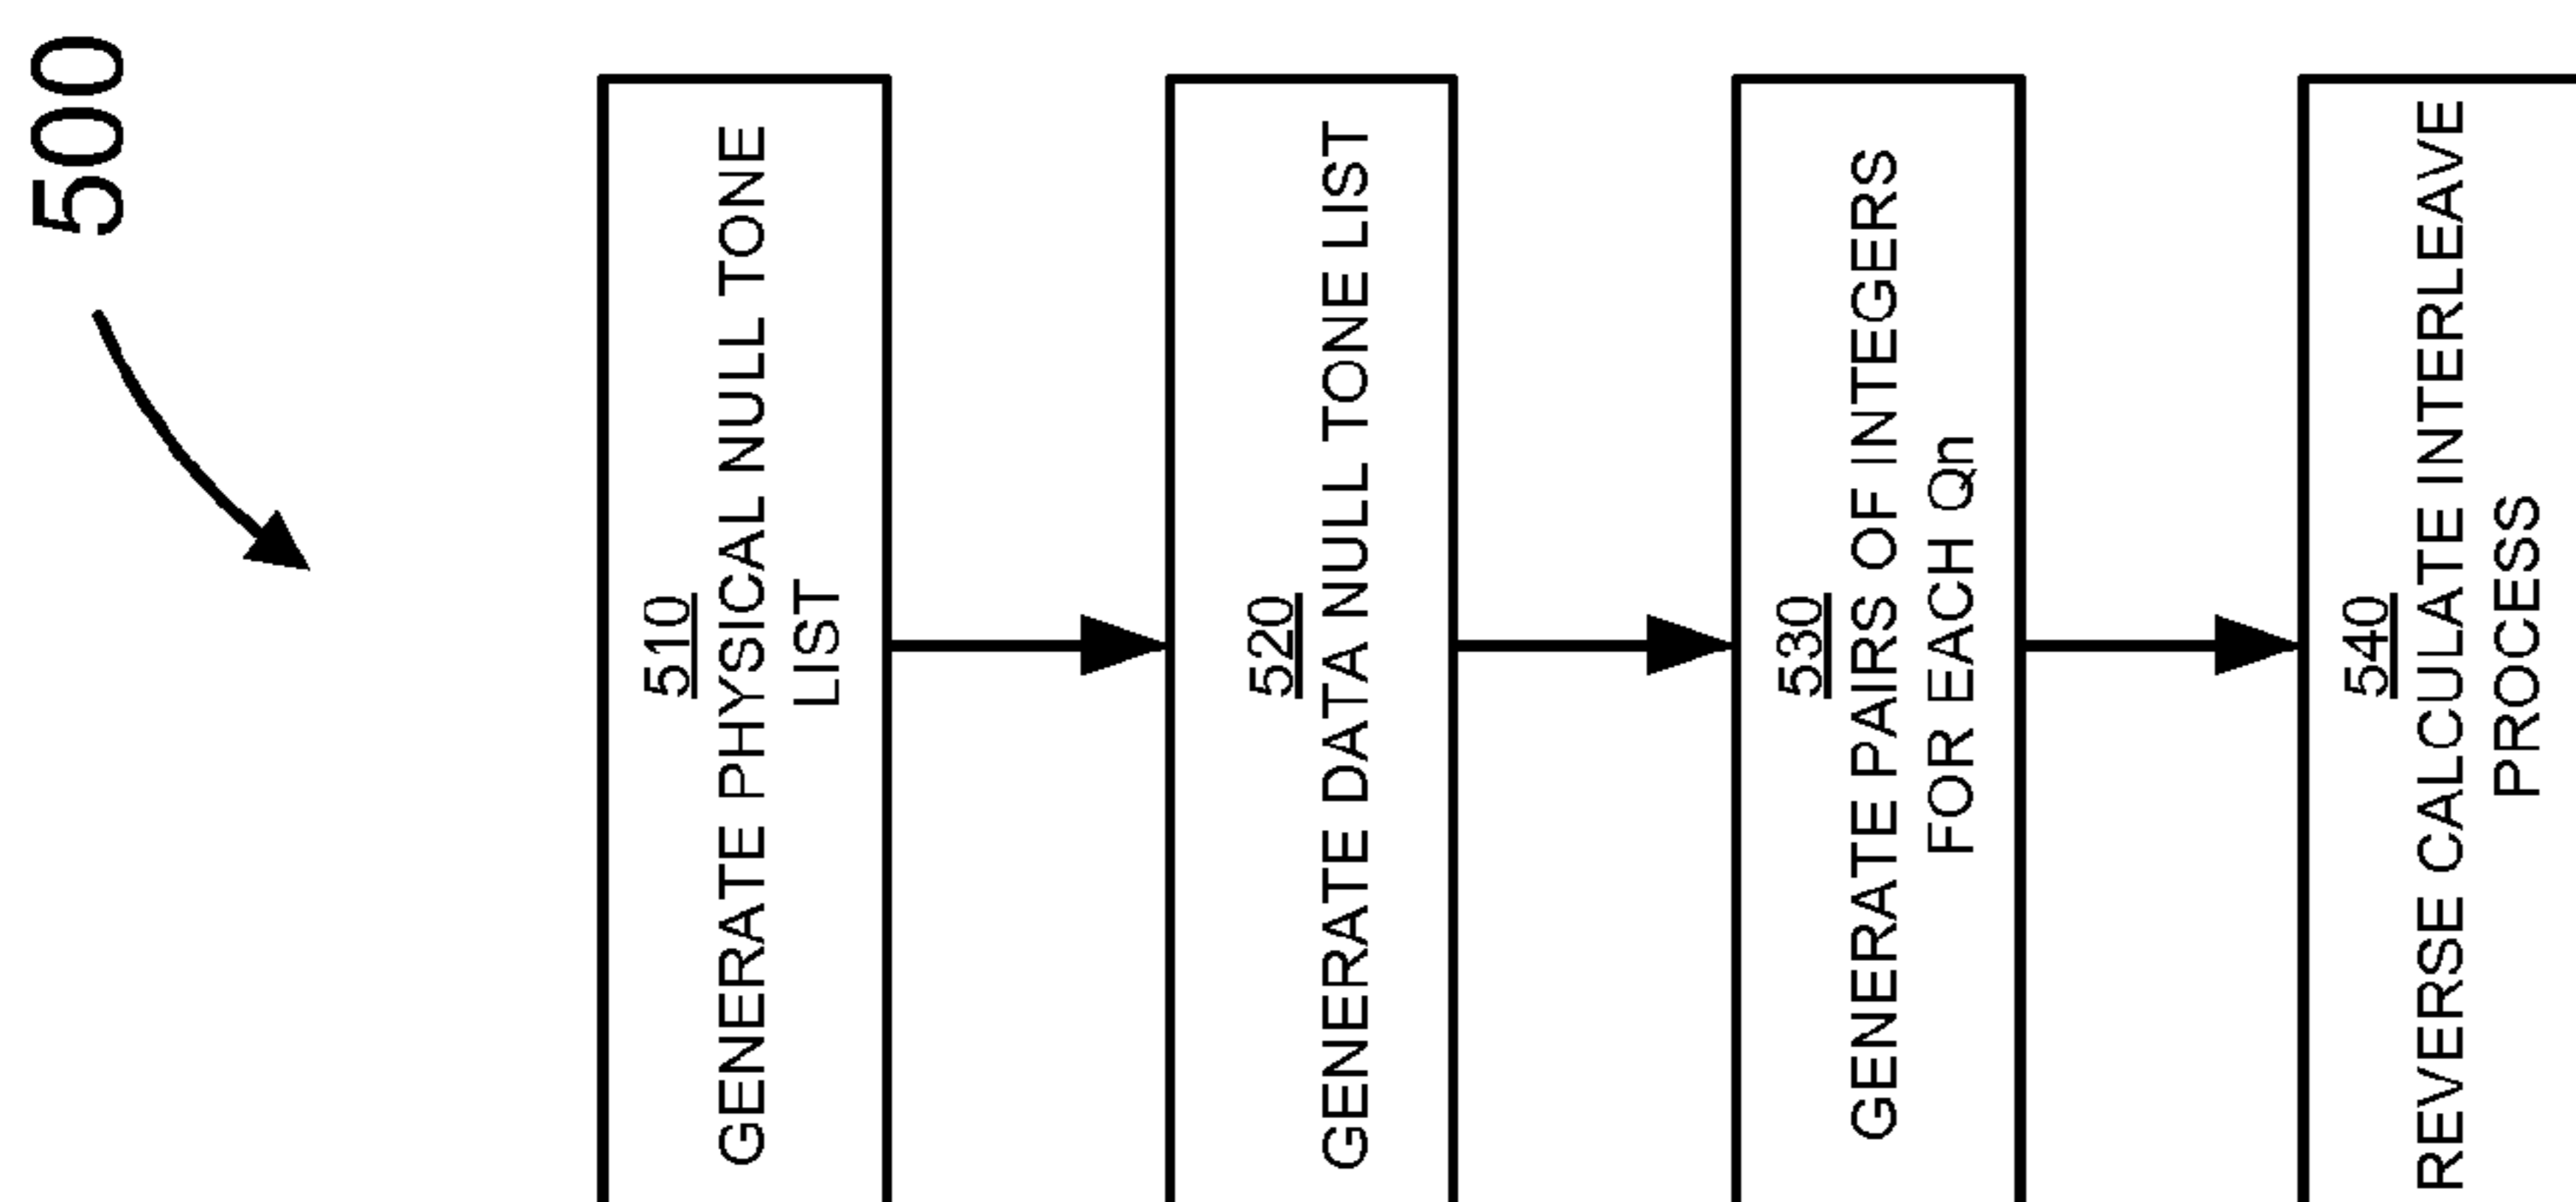 500
510
GENERATE PHYSICAL NULL TONE
LIST
520
GENERATE DATA NULL TONE LIST
530
GENERATE PAIRS OF INTEGERS
FOR EACH Qn
540
REVERSE CALCULATE INTERLEAVE
PROCESS